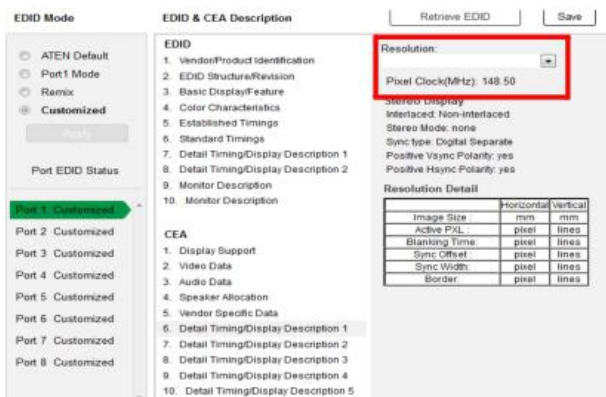 EDID Mode
ATEN Default
Port1 Mode
Remix
Customized
Apply
Port EDID Status
Port 1 Customized
Port 2 Customized
Port 3 Customized
Port 4 Customized
Port 5 Customized
Port 6 Customized
Port 7 Customized
Port 8 Customized
EDID & CEA Description
EDID
1. Vendor/Product Identification
2. EDID Structure/Revision
3. Basic Display/Feature
4. Color Characteristics
5. Established Timings
6. Standard Timings
7. Detail Timing/Display Description 1
8. Detail Timing/Display Description 2
9. Monitor Description
10. Monitor Description
CEA
1. Display Support
2. Video Data
3. Audio Data
4. Speaker Allocation
5. Vendor Specific Data
6. Detail Timing/Display Description 1
7. Detail Timing/Display Description 2
8. Detail Timing/Display Description 3
9. Detail Timing/Display Description 4
10. Detail Timing/Display Description 5
Retrieve EDID Save
Resolution:
Pixel Clock(MHz): 148.50
Stereo Display
Interlaced: Non-interlaced
Stereo Mode: none
Sync type: Digital Separate
Positive Vsync Polarity: yes
Positive Hsync Polarity: yes
Resolution Detail
Horizontal Vertical
Image Size : mm mm
Active PXL : pixel lines
Blanking Time: pixel lines
Sync Offset : pixel lines
Sync Width: pixel lines
Border: pixel lines